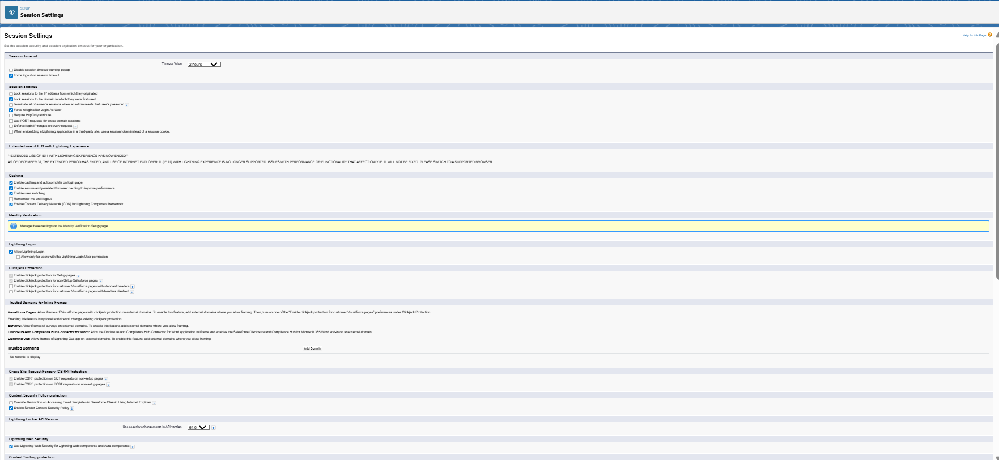 SETUP
Session Settings
Session Settings
Help for this Page
Set the session security and session expiration timeout for your organization.
Session Timeout
Timeout Value 2 hours
Disable session timeout warning popup
Force logout on session timeout
Session Settings
Lock sessions to the IP address from which they originated
Lock sessions to the domain in which they were first used
Terminate all of a user's sessions when an admin resets that user's password
Force relogin after Login-As-User
Require HttpOnly attribute
Use POST requests for cross-domain sessions
Enforce login IP ranges on every request
When embedding a Lightning application in a third-party site, use a session token instead of a session cookie.
Extended use of IE11 with Lightning Experience
**EXTENDED USE OF IE11 WITH LIGHTNING EXPERIENCE HAS NOW ENDED**
AS OF DECEMBER 31, THE EXTENDED PERIOD HAS ENDED, AND USE OF INTERNET EXPLORER 11 (IE 11) WITH LIGHTNING EXPERIENCE IS NO LONGER SUPPORTED. ISSUES WITH PERFORMANCE OR FUNCTIONALITY THAT AFFECT ONLY IE 11 WILL NOT BE FIXED. PLEASE SWITCH TO A SUPPORTED BROWSER.
Caching
Enable caching and autocomplete on login page
Enable secure and persistent browser caching to improve performance
Enable user switching
Remember me until logout
Enable Content Delivery Network (CDN) for Lightning Component framework
Identity Verification
Manage these settings on the Identity Verification Setup page.
Lightning Login
Allow Lightning Login
Allow only for users with the Lightning Login User permission
Clickjack Protection
Enable clickjack protection for Setup pages
Enable clickjack protection for non-Setup Salesforce pages
Enable clickjack protection for customer Visualforce pages with standard headers
Enable clickjack protection for customer Visualforce pages with headers disabled
Trusted Domains for Inline Frames
Visualforce Pages: Allow iframes of Visualforce pages with clickjack protection on external domains. To enable this feature, add external domains where you allow framing. Then, turn on one of the "Enable clickjack protection for customer Visualforce pages" preferences under Clickjack Protection.
Enabling this feature is optional and doesn't change existing clickjack protection
Surveys: Allow iframes of surveys on external domains. To enable this feature, add external domains where you allow framing.
Disclosure and Compliance Hub Connector for Word: Adds the Disclosure and Compliance Hub Connector for Word application to iframe and enables the Salesforce Disclosure and Compliance Hub for Microsoft 365 Word add-in on an external domain.
Lightning Out: Allow iframes of Lightning Out app on external domains. To enable this feature, add external domains where you allow framing.
Trusted Domains Add Domain
No records to display
Cross-Site Request Forgery (CSRF) Protection
Enable CSRF protection on GET requests on non-setup pages
Enable CSRF protection on POST requests on non-setup pages
Content Security Policy protection
Override Restriction on Accessing Email Templates in Salesforce Classic Using Internet Explorer
Enable Stricter Content Security Policy
Lightning Locker API Version
Use security enhancements in API version 64.0
Lightning Web Security
Use Lightning Web Security for Lightning web components and Aura components
Content Sniffing protection